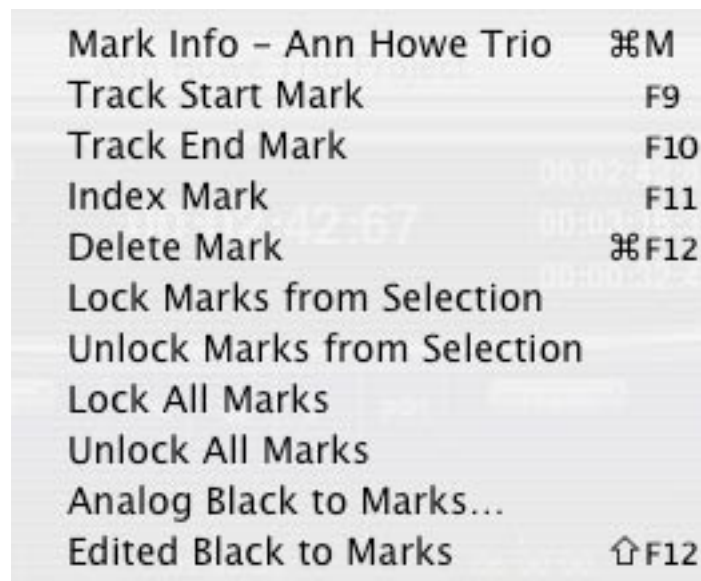 Mark Info – Ann Howe Trio ⌘M
Track Start Mark F9
Track End Mark F10
Index Mark F11
Delete Mark ⌘F12
Lock Marks from Selection
Unlock Marks from Selection
Lock All Marks
Unlock All Marks
Analog Black to Marks...
Edited Black to Marks ⇧F12